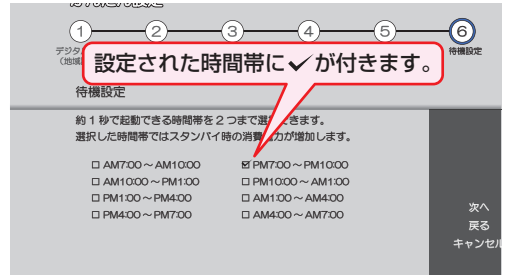 かんたん設定
1 2 3 4 5 6
待機設定
（地域
設定された時間帯に✓が付きます。
待機設定
約1秒で起動できる時間帯を2つまで選 きます。
選択した時間帯ではスタンバイ時の消費 力が増加します。
□ AM7:00～AM10:00 ☑ PM7:00～PM10:00
□ AM10:00～PM1:00 □ PM10:00～AM1:00
□ PM1:00～PM4:00 □ AM1:00～AM4:00
□ PM4:00～PM7:00 □ AM4:00～AM7:00
次へ
戻る
キャンセル